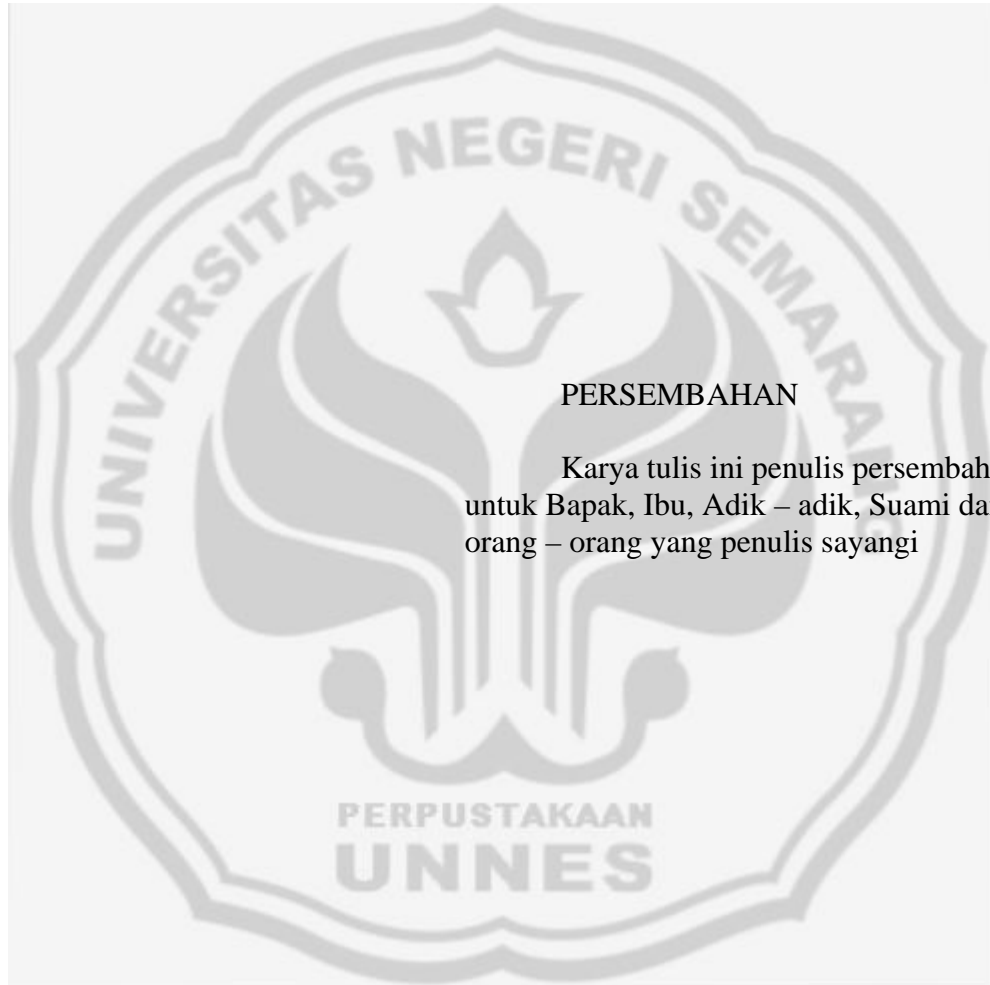 UNIVERSITAS NEGERI SEMARANG
PERSEMBAHAN
Karya tulis ini penulis persembah
untuk Bapak, Ibu, Adik – adik, Suami da
orang – orang yang penulis sayangi
PERPUSTAKAAN
UNNES